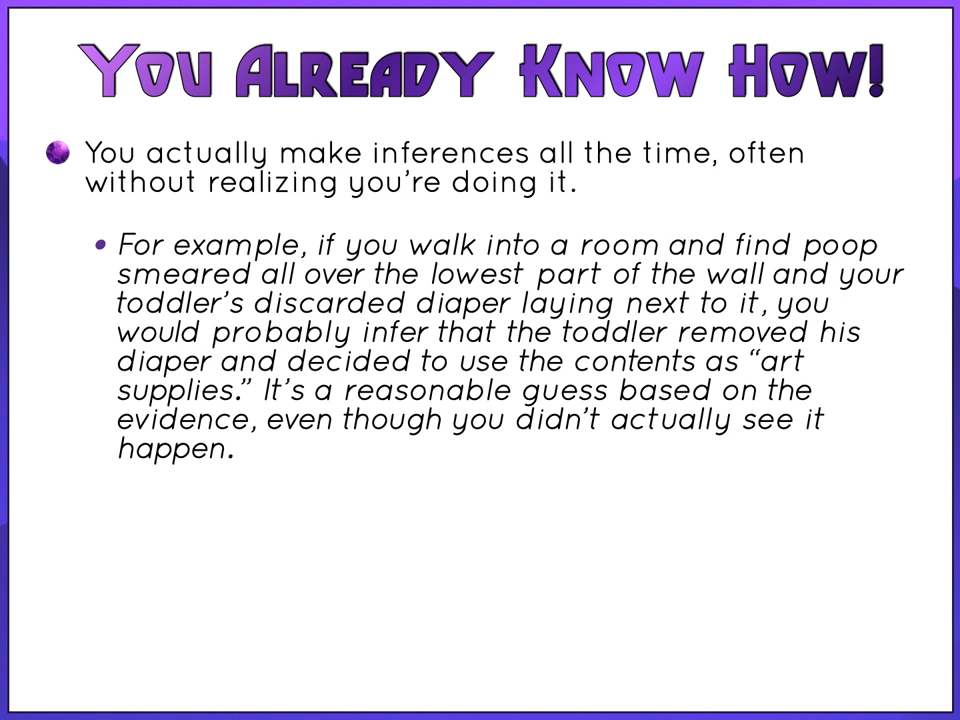 You Already Know How!
You actually make inferences all the time, often
without realizing you’re doing it.
• For example, if you walk into a room and find poop
smeared all over the lowest part of the wall and your
toddler’s discarded diaper laying next to it, you
would probably infer that the toddler removed his
diaper and decided to use the contents as “art
supplies.” It’s a reasonable guess based on the
evidence, even though you didn’t actually see it
happen.